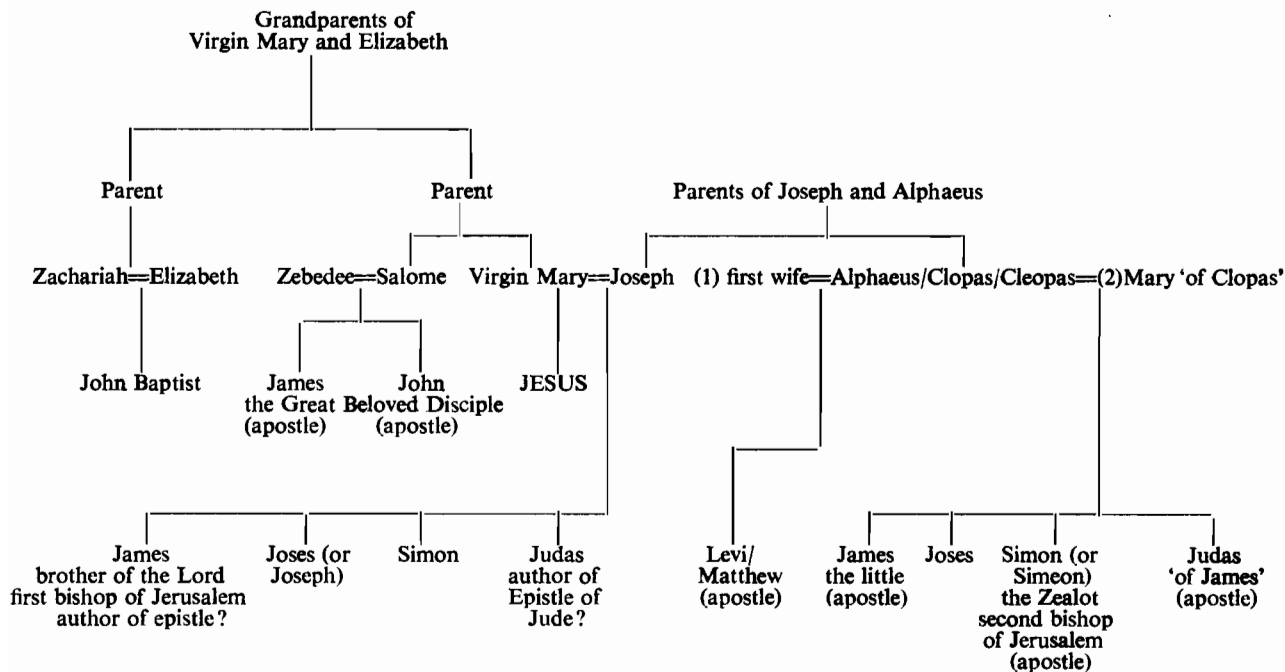 Grandparents of
Virgin Mary and Elizabeth
Parent
Parent
Parents of Joseph and Alphaeus
Zachariah=Elizabeth
Zebedee=Salome
Virgin Mary=Joseph
(1) first wife=Alphaeus/Clopas/Cleopas=(2)Mary 'of Clopas'
John Baptist
James
the Great
(apostle)
John
Beloved Disciple
(apostle)
JESUS
James
brother of the Lord
first bishop of Jerusalem
author of epistle?
Joses (or
Joseph)
Simon
Judas
author of
Epistle of
Jude?
Levi/
Matthew
(apostle)
James
the little
(apostle)
Joses
Simon (or
Simeon)
the Zealot
second bishop
of Jerusalem
(apostle)
Judas
'of James'
(apostle)